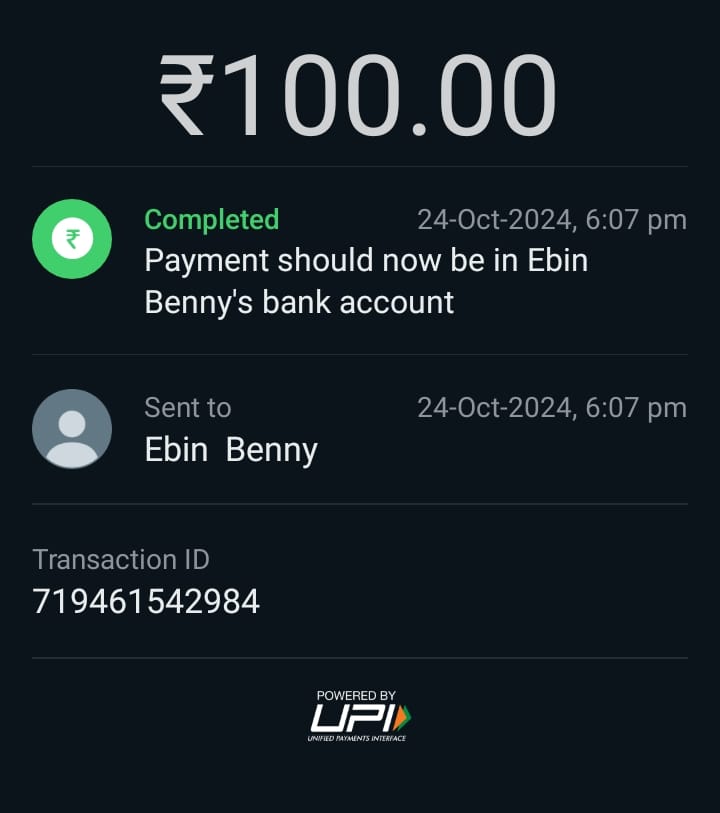 ₹100.00
Completed
24-Oct-2024, 6:07 pm
Payment should now be in Ebin
Benny's bank account
Sent to
24-Oct-2024, 6:07 pm
Ebin  Benny
Transaction ID
719461542984
POWERED BY
UPI
UNIFIED PAYMENTS INTERFACE